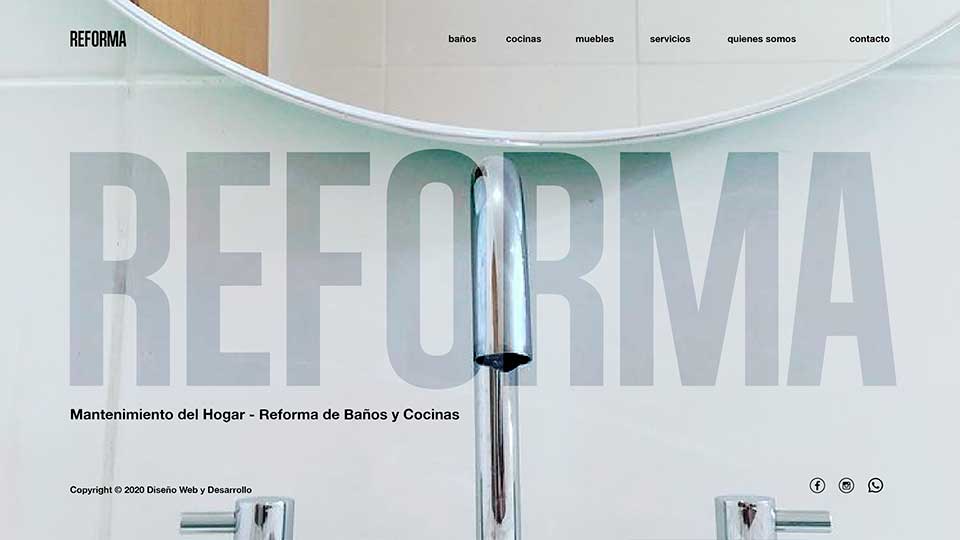 REFORMA
baños cocinas muebles servicios quienes somos contacto
REFORMA
Mantenimiento del Hogar - Reforma de Baños y Cocinas
Copyright © 2020 Diseño Web y Desarrollo